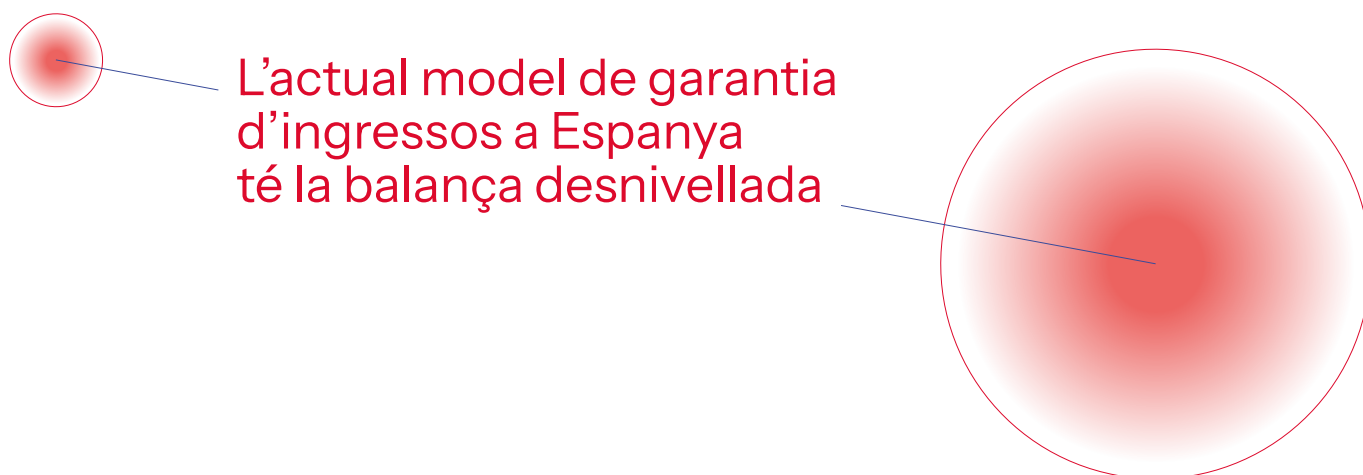 L’actual model de garantia
d’ingressos a Espanya
té la balança desnivellada